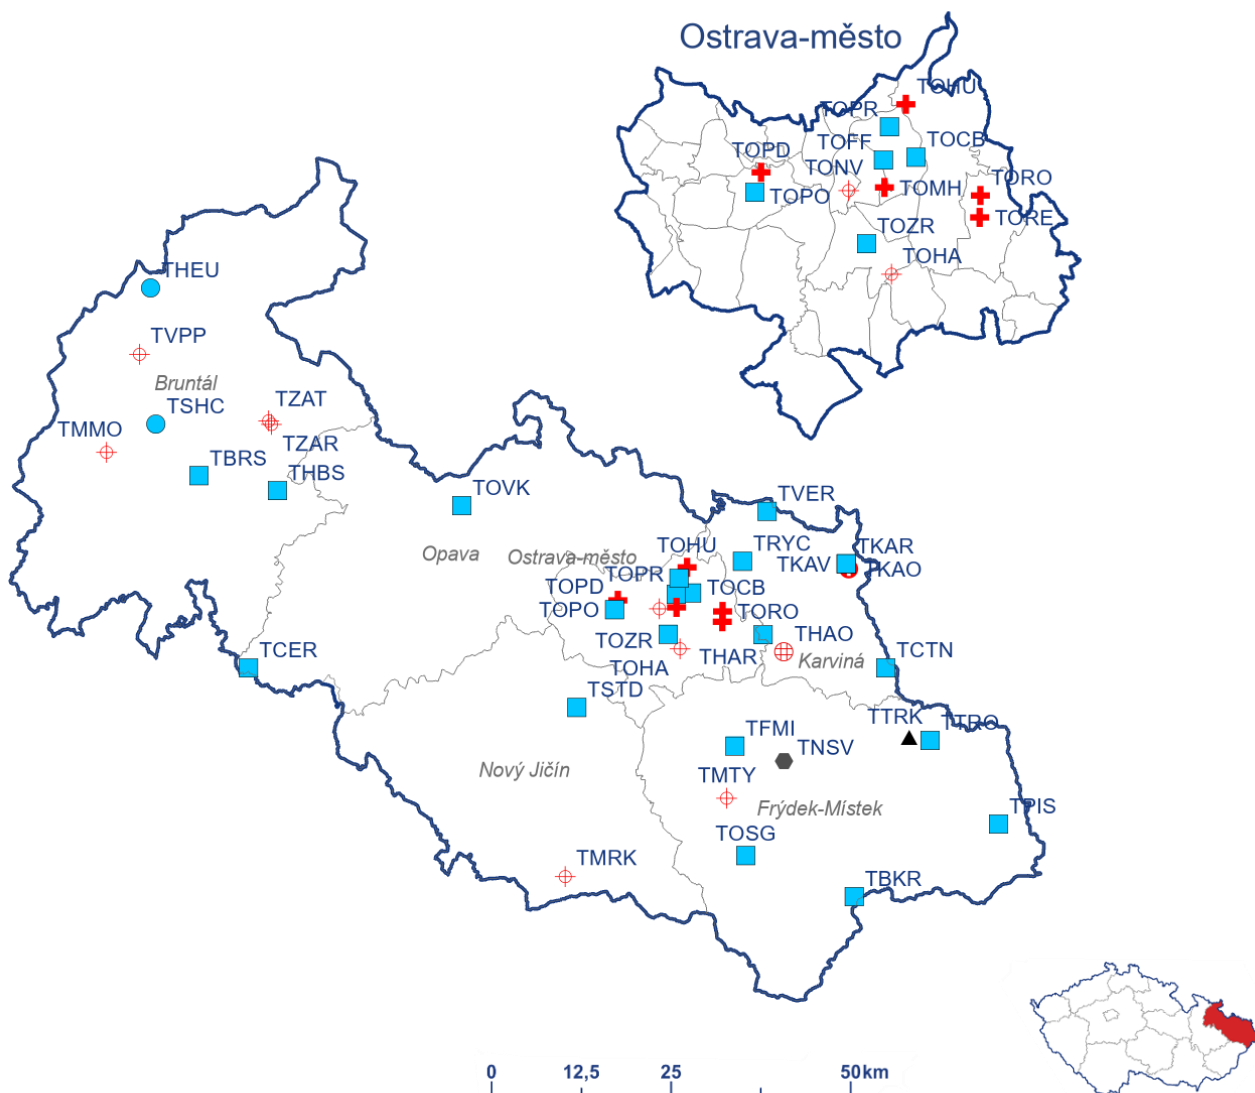 Ostrava-město
TOHU
TOPR
TOFF
TOCB
TOPD
TONV
TOPO
TOMH
TORO
TORE
TOZR
TOHA
THEU
TVPP
Bruntál
TSHC
TZAT
TMMO
TZAR
TBRS
THBS
TOVK
TVER
Opava
Ostrava-město
TOHU
TRYC
TKAR
TKAV
TKAO
TOPR
TOPD
TOCB
TOPO
TORO
TOZR
THAO
TOHA
THAR
Karviná
TCER
TCTN
TSTD
TTRK
TTRO
TFMI
TNSV
Nový Jičín
TMTY
Frýdek-Místek
TPIS
TOSG
TMRK
TBKR
0 12,5 25 50km